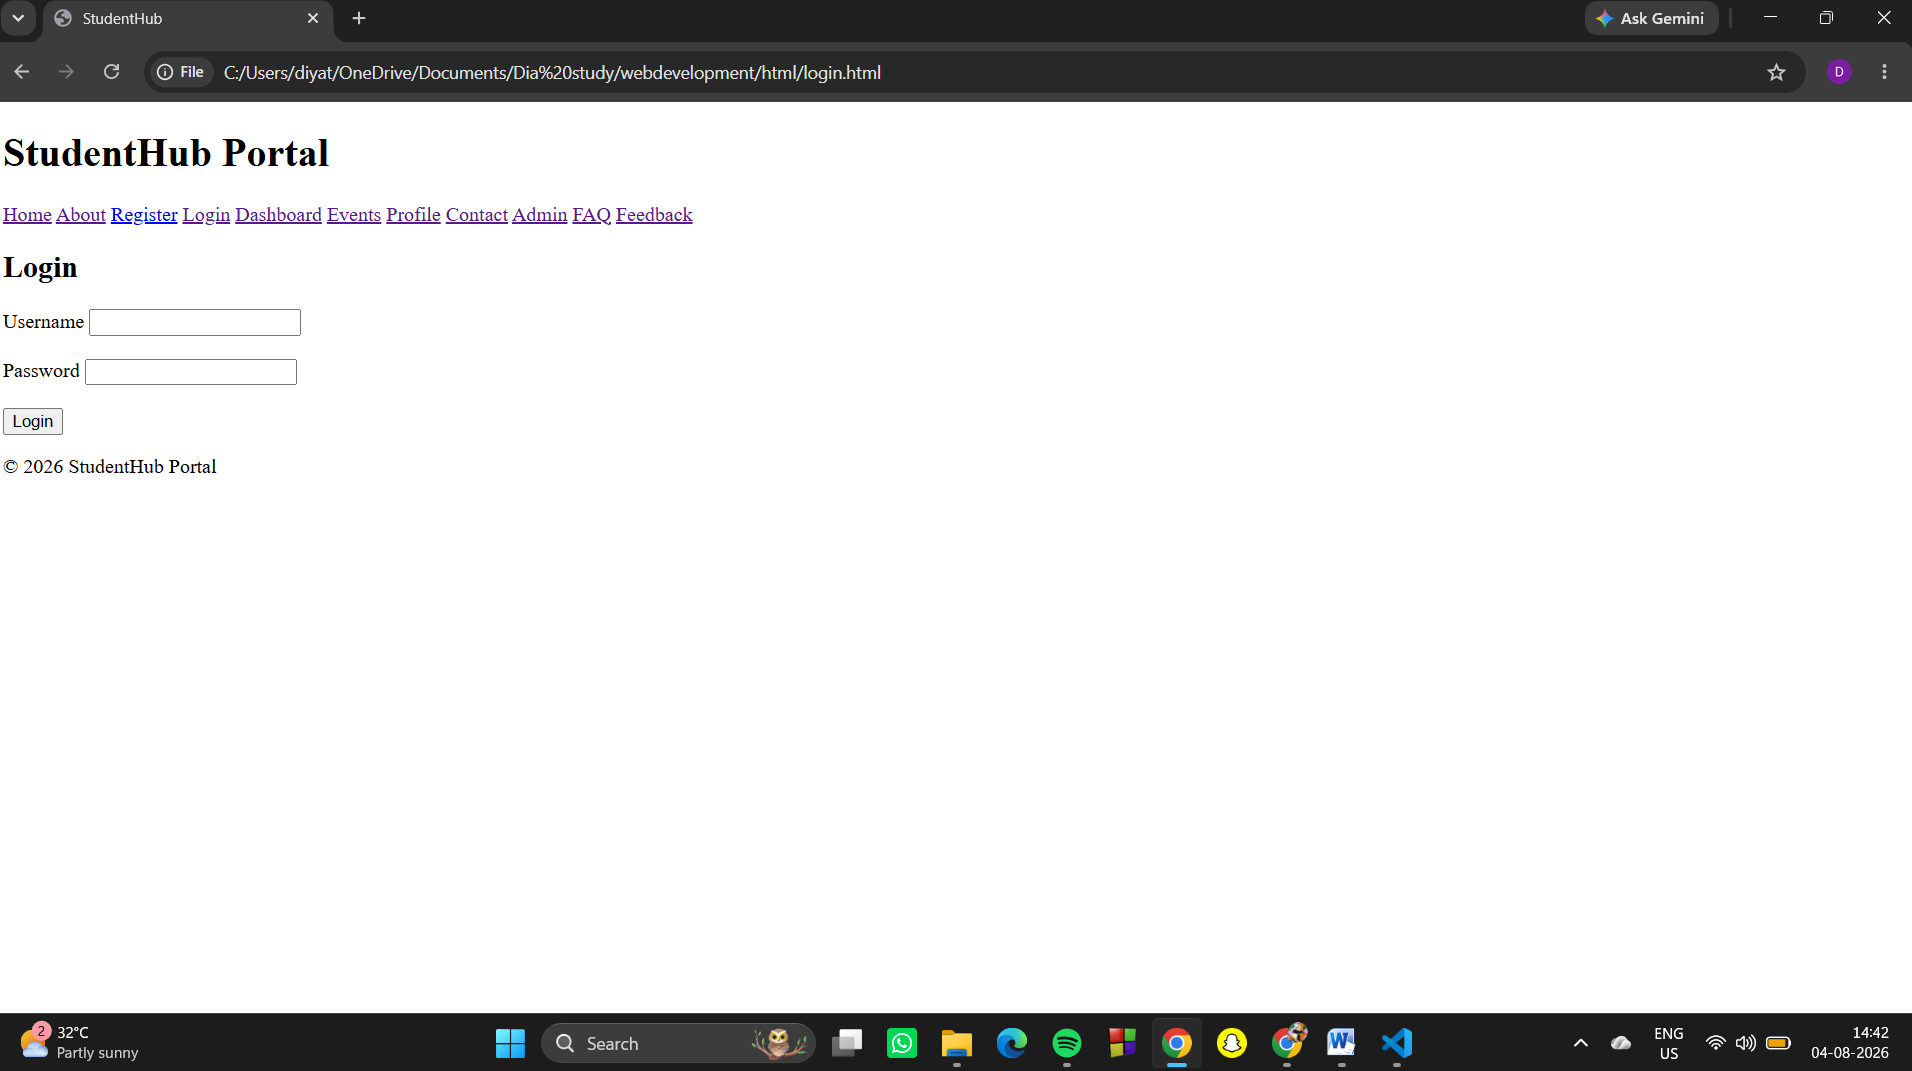 StudentHub
Ask Gemini
File
C:/Users/diyat/OneDrive/Documents/Dia%20study/webdevelopment/html/login.html
D
StudentHub Portal
Home About Register Login Dashboard Events Profile Contact Admin FAQ Feedback
Login
Username
Password
Login
© 2026 StudentHub Portal
2
32°C
Partly sunny
Search
W
ENG
US
14:42
04-08-2026